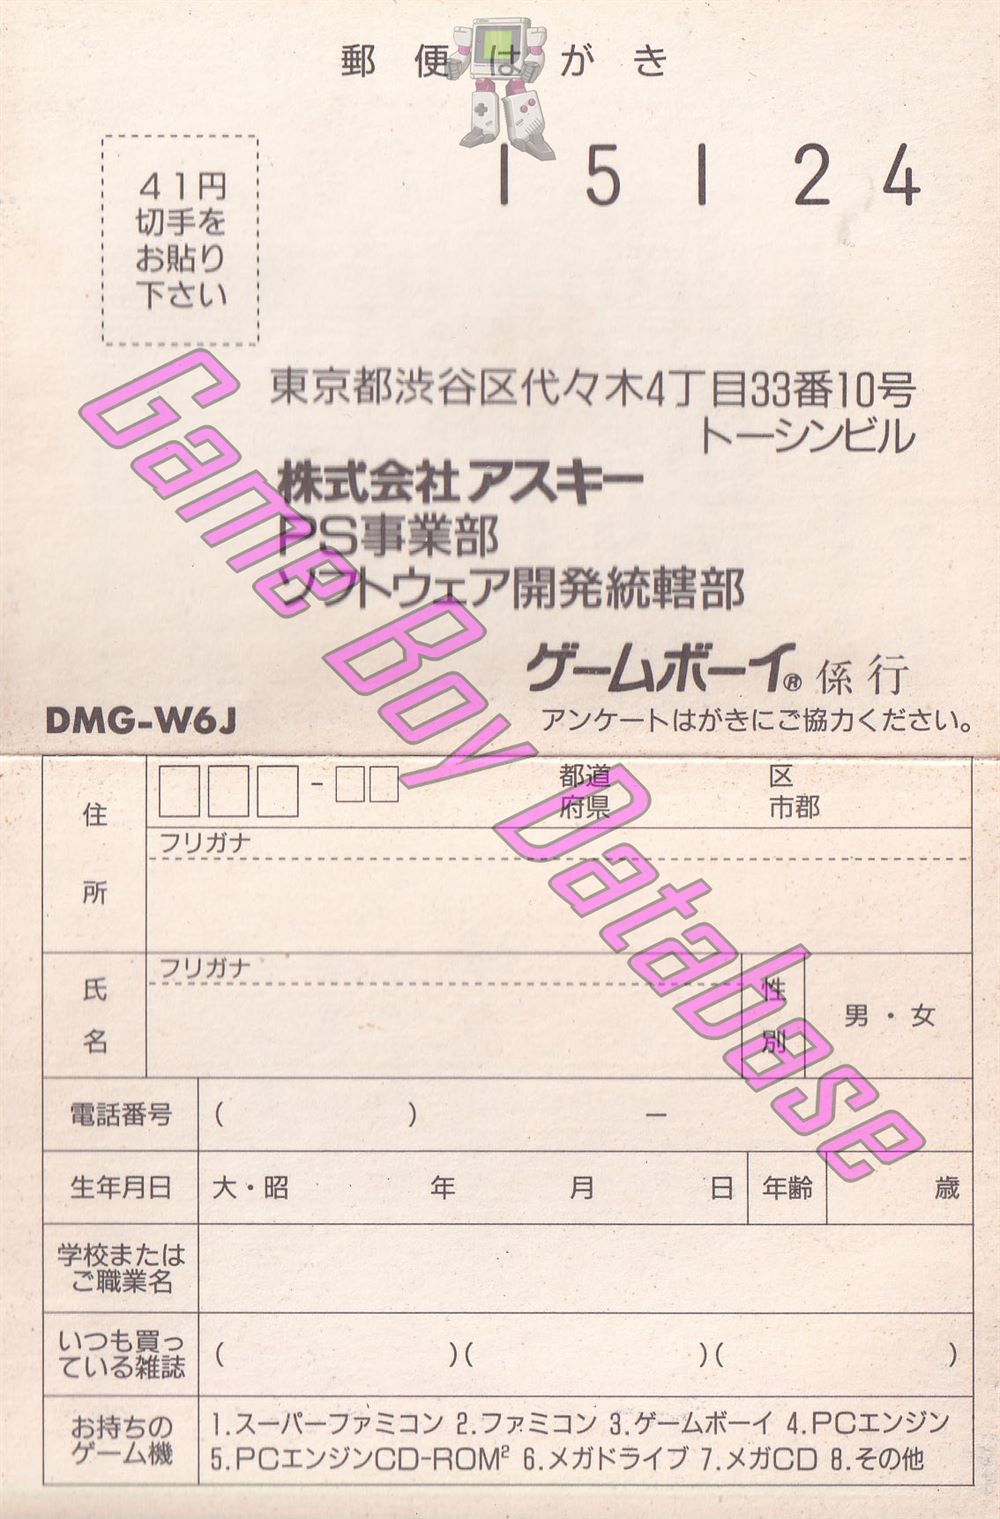 郵便はがき
15124
41円
切手を
お貼り
下さい
東京都渋谷区代々木4丁目33番10号
トーシンビル
株式会社アスキー
PS事業部
ソフトウェア開発統轄部
ゲームボーイ® 係行
DMG-W6J
アンケートはがきにご協力ください。
住所
□□□-□□ 都道府県 区市郡
フリガナ
氏名
フリガナ
性別
男・女
電話番号 ( ) ー
生年月日 大・昭 年 月 日 年齢 歳
学校または
ご職業名
いつも買っ
ている雑誌
( )( )( )
お持ちの
ゲーム機
1.スーパーファミコン 2.ファミコン 3.ゲームボーイ 4.PCエンジン
5.PCエンジンCD-ROM² 6.メガドライブ 7.メガCD 8.その他
Game Boy Database